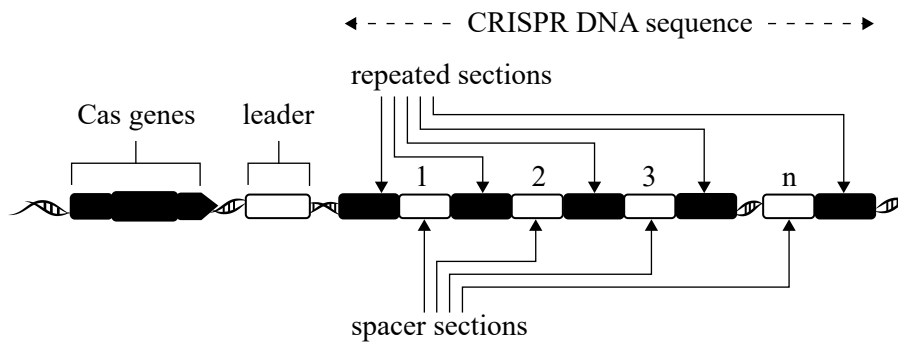 CRISPR DNA sequence
repeated sections
Cas genes
leader
1
2
3
n
spacer sections